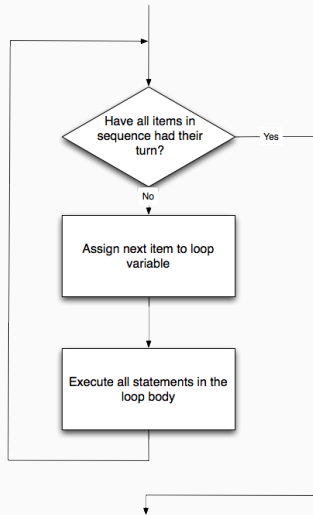 Have all items in
sequence had their
turn?
Yes
No
Assign next item to loop
variable
Execute all statements in the
loop body